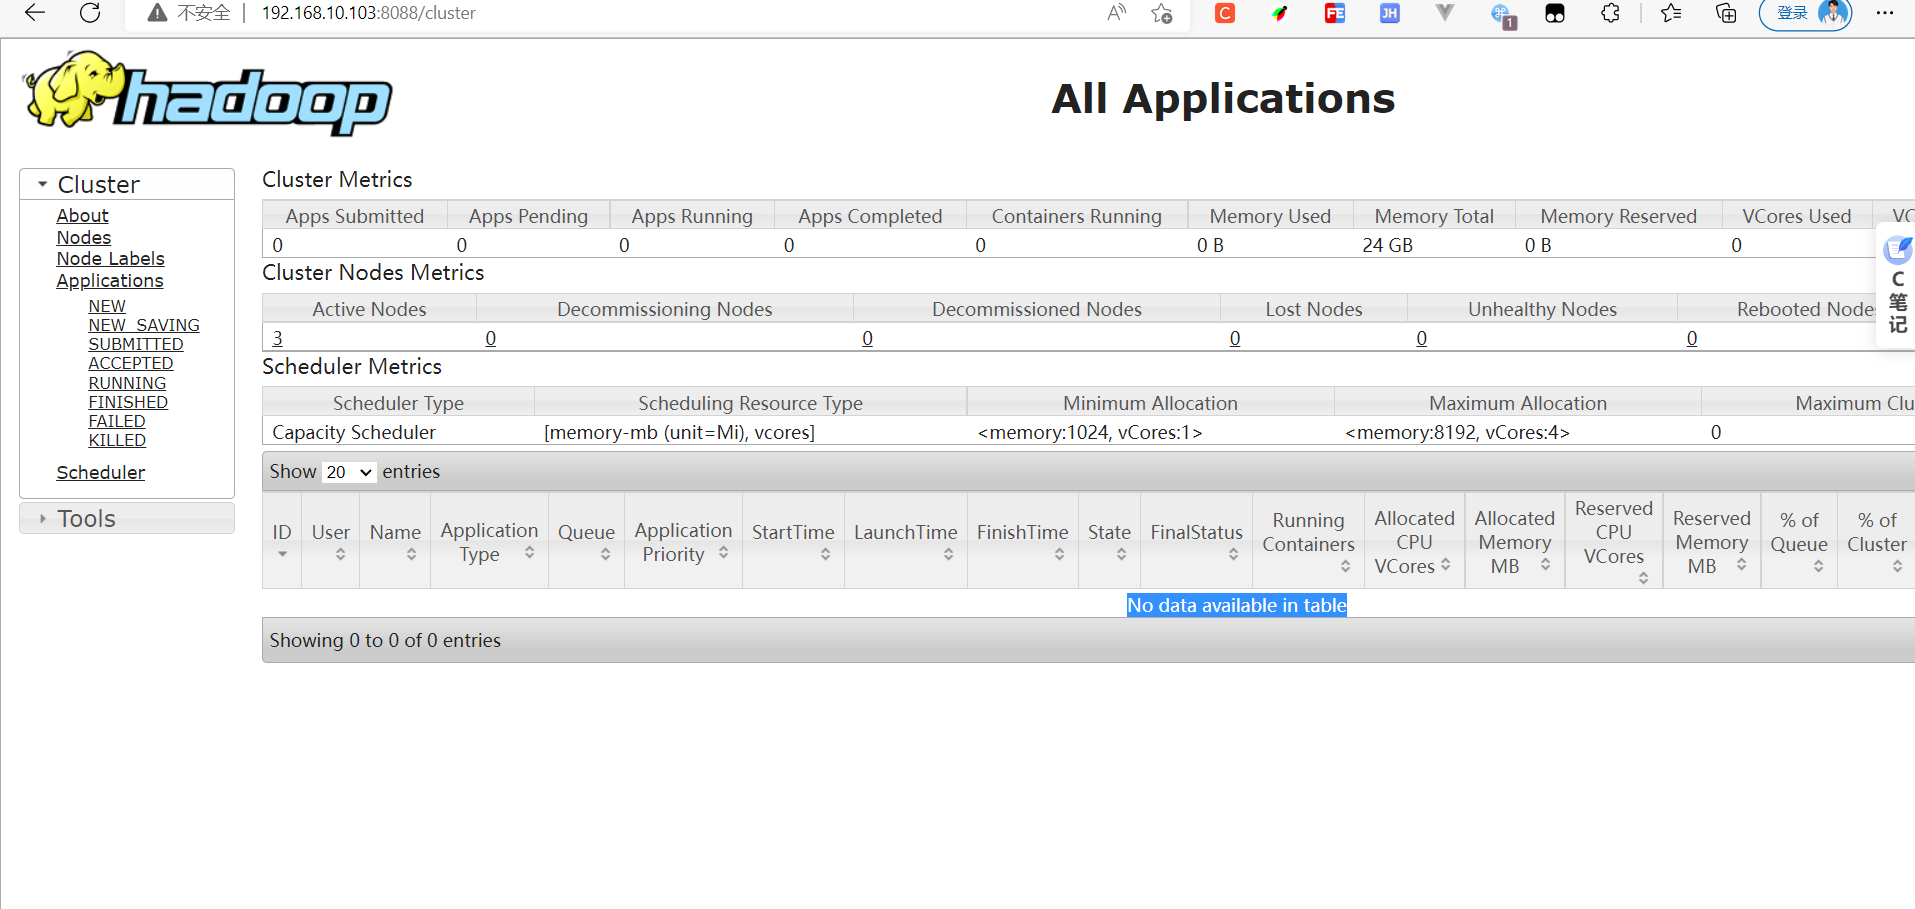 不安全 192.168.10.103:8088/cluster
A
C
FE
JH
1
登录
hadoop
All Applications
Cluster
About
Nodes
Node Labels
Applications
NEW
NEW_SAVING
SUBMITTED
ACCEPTED
RUNNING
FINISHED
FAILED
KILLED
Scheduler
Tools
Cluster Metrics
Apps Submitted Apps Pending Apps Running Apps Completed Containers Running Memory Used Memory Total Memory Reserved VCores Used VC
0 0 0 0 0 0 B 24 GB 0 B 0
Cluster Nodes Metrics
Active Nodes Decommissioning Nodes Decommissioned Nodes Lost Nodes Unhealthy Nodes Rebooted Node
3 0 0 0 0 0
Scheduler Metrics
Scheduler Type Scheduling Resource Type Minimum Allocation Maximum Allocation Maximum Clu
Capacity Scheduler [memory-mb (unit=Mi), vcores] <memory:1024, vCores:1> <memory:8192, vCores:4> 0
Show 20 entries
ID User Name Application Type Queue Application Priority StartTime LaunchTime FinishTime State FinalStatus Running Containers Allocated CPU VCores Allocated Memory MB Reserved CPU VCores Reserved Memory MB % of Queue % of Cluster
No data available in table
Showing 0 to 0 of 0 entries
C
笔
记